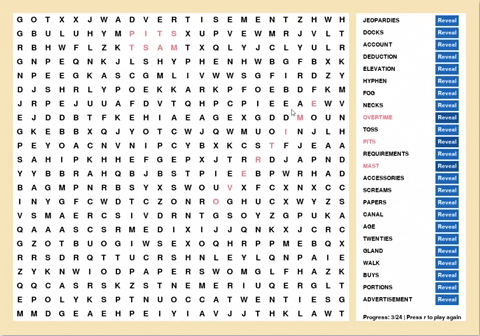 G O T X X J W A D V E R T I S E M E N T Z H W H
G B U L U H Y M P I T S X U P V E W M R J V L T
R B H W F L Z K T S A M T X Q L Y J C L Y U L R
G N P E Q N K J L S P H Y P H E N H W B G F B X K
N P E G K A S C G M L I V W W S G F I R D Z Y
D J S H R L Y P O E K K A R K P F O E B D F K M
J R P E J U U A F D V T Q H P C P I E E A E W V
E J D D B T F K E H I A E A G E X G D D M O U N
G K E B B X Q J Y O T C W J Q W M U O I J N L H
P E Y O A C V N N I P C Y B X K C S T F J E A A
S A H I P K R H E F G H F X J T R R D J A P N D
Y Y B B R A R Q B J B S T P I E E B P W R H A D
B A G M P N R B S Y X S W O U V X F C X N X C C
I N Y G F C W D T C Z O N R O G H U C X W Y Z S
V S M A E R C S I V D R N T G S O Y Z G P U K A
Q A A A S C S R M E D I X I J J Q N K X J C R C
G Z O T B U O G I W S E X O Q H R P P M E B Q X
R R S D R Q T T U C R S H N L E Y L Q N P A I E
Z Y K N W I O D P A P E R S W O M G L F H A Z K
Q Q C A S R S K Z S T N E M E R I U Q E R G L T
E P O L Y K S P T N U O C C A T W E N T I E S G
M M D G E A E H P E I Y I A V J J T H K L A W T
JEOPARDIES Reveal
DOCKS Reveal
ACCOUNT Reveal
DEDUCTION Reveal
ELEVATION Reveal
HYPHEN Reveal
FOG Reveal
NECKS Reveal
OVERTIME Reveal
TOSS Reveal
PITS Reveal
REQUIREMENTS Reveal
MAST Reveal
ACCESSORIES Reveal
SCREAMS Reveal
PAPERS Reveal
CANAL Reveal
AGE Reveal
TWENTIES Reveal
GLAND Reveal
WALK Reveal
BUYS Reveal
PORTIONS Reveal
ADVERTISEMENT Reveal
Progress: 3/24 | Press r to play again